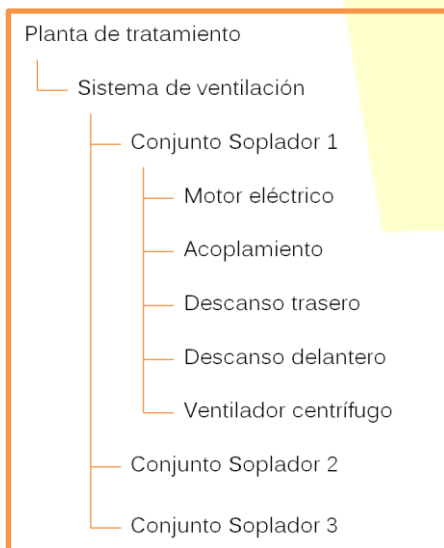 Planta de tratamiento
Sistema de ventilación
Conjunto Soplador 1
Motor eléctrico
Acoplamiento
Descanso trasero
Descanso delantero
Ventilador centrífugo
Conjunto Soplador 2
Conjunto Soplador 3